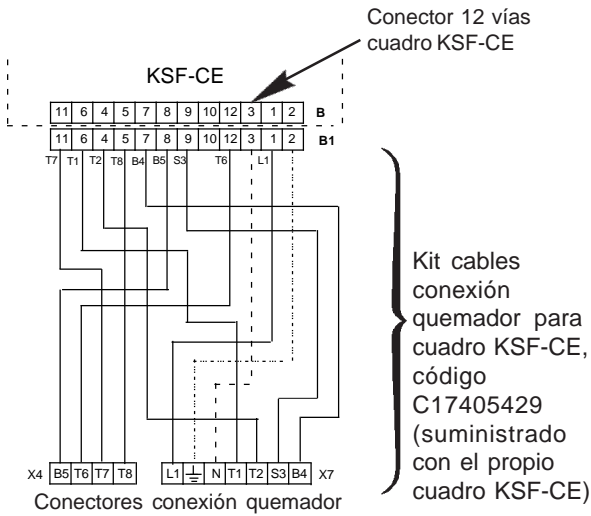 Conector 12 vías
cuadro KSF-CE
KSF-CE
11 6 4 5 7 8 9 10 12 3 1 2 B
11 6 4 5 7 8 9 10 12 3 1 2 B1
T7 T1 T2 T8 B4 B5 S3 T6 L1
Kit cables
conexión
quemador para
cuadro KSF-CE,
código
C17405429
(suministrado
con el propio
cuadro KSF-CE)
X4 B5 T6 T7 T8 L1 N T1 T2 S3 B4 X7
Conectores conexión quemador